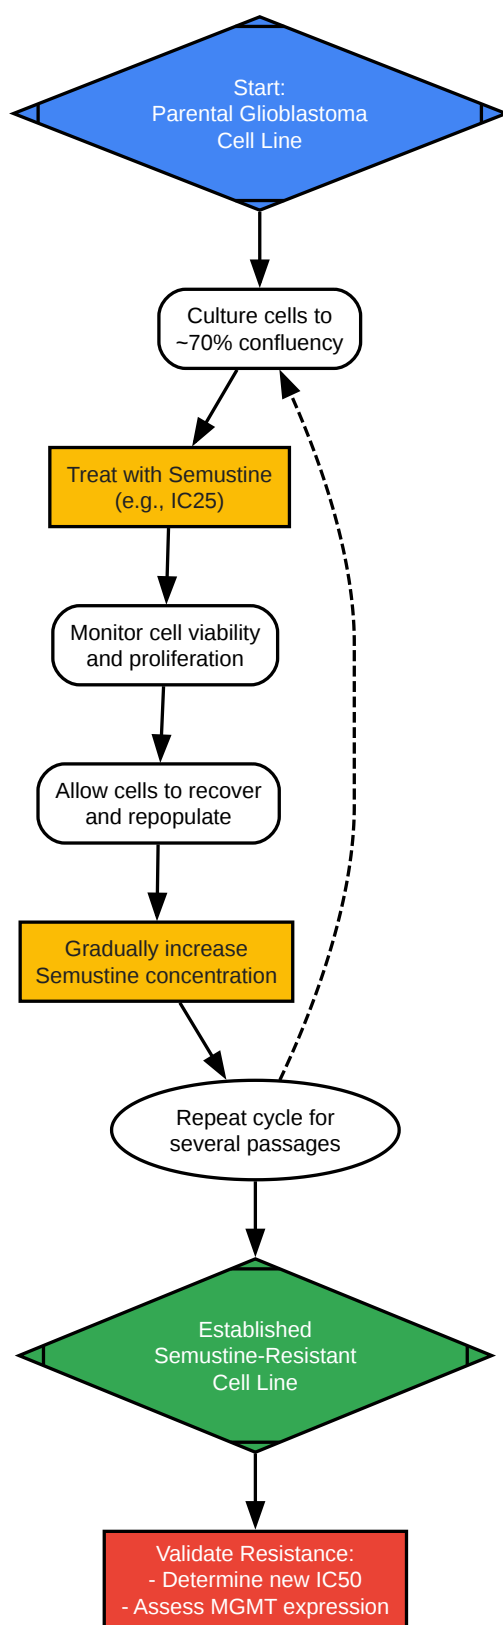 Start:
Parental Glioblastoma
Cell Line
Culture cells to
~70% confluency
Treat with Semustine
(e.g., IC25)
Monitor cell viability
and proliferation
Allow cells to recover
and repopulate
Gradually increase
Semustine concentration
Repeat cycle for
several passages
Established
Semustine-Resistant
Cell Line
Validate Resistance:
- Determine new IC50
- Assess MGMT expression